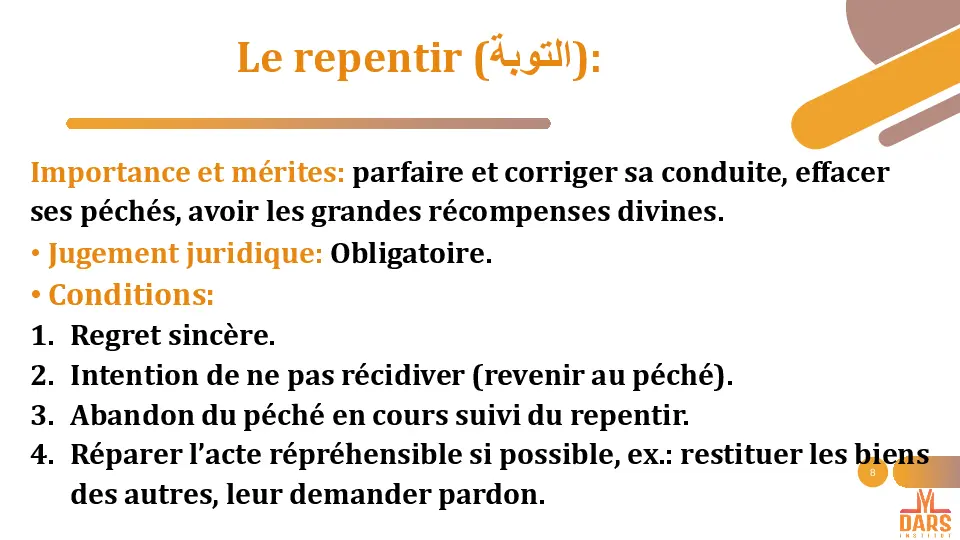 Le repentir (التوبة):
Importance et mérites: parfaire et corriger sa conduite, effacer
ses péchés, avoir les grandes récompenses divines.
• Jugement juridique: Obligatoire.
• Conditions:
1. Regret sincère.
2. Intention de ne pas récidiver (revenir au péché).
3. Abandon du péché en cours suivi du repentir.
4. Réparer l’acte répréhensible si possible, ex.: restituer les biens
des autres, leur demander pardon.
8
DARS
INSTITUT